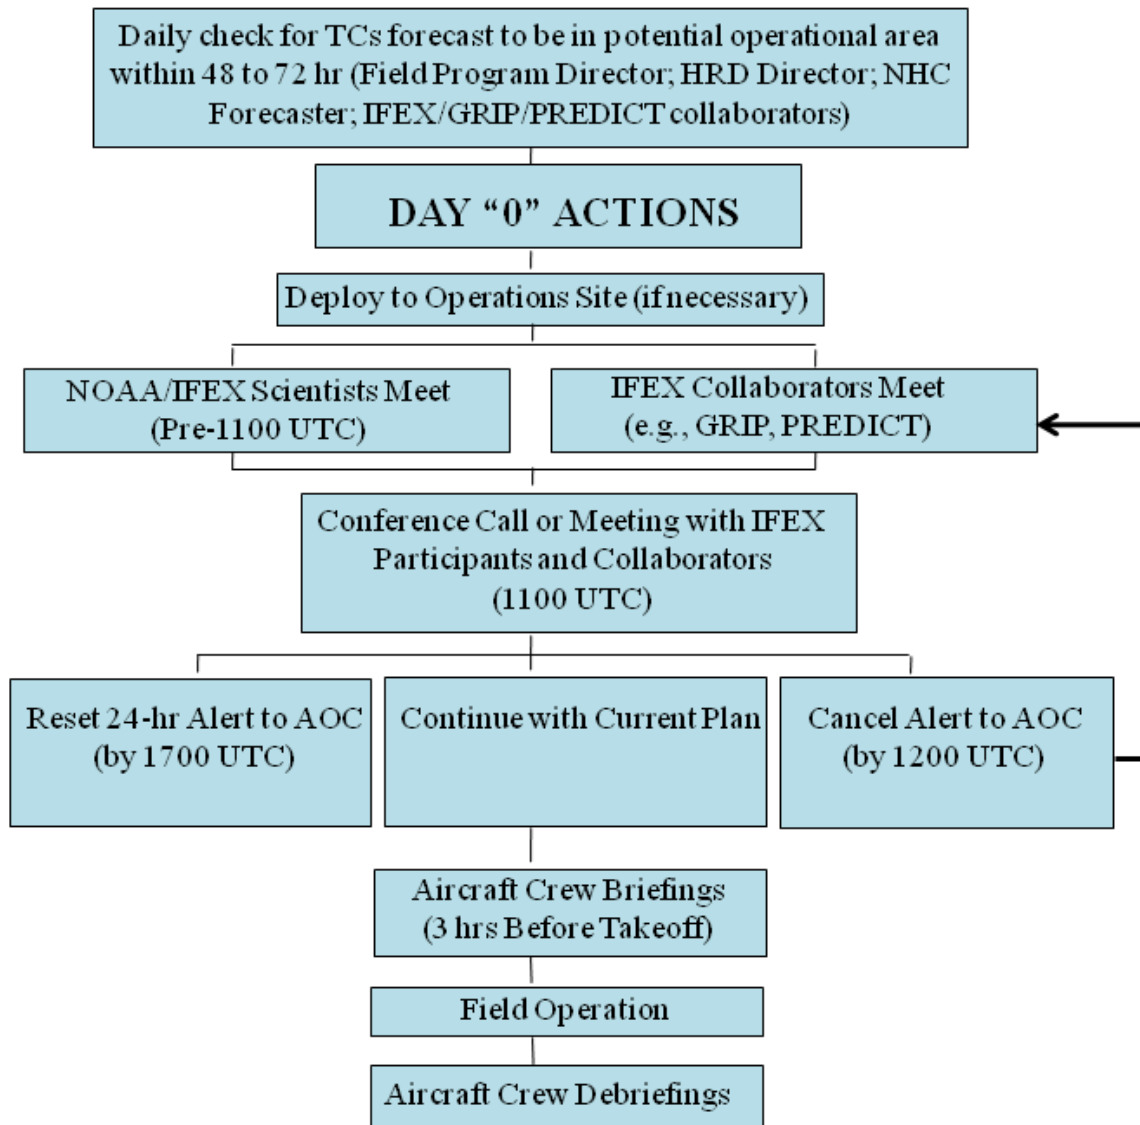 Daily check for TCs forecast to be in potential operational area
within 48 to 72 hr (Field Program Director; HRD Director; NHC
Forecaster; IFEX/GRIP/PREDICT collaborators)
DAY “0” ACTIONS
Deploy to Operations Site (if necessary)
NOAA/IFEX Scientists Meet
(Pre-1100 UTC)
IFEX Collaborators Meet
(e.g., GRIP, PREDICT)
Conference Call or Meeting with IFEX
Participants and Collaborators
(1100 UTC)
Reset 24-hr Alert to AOC
(by 1700 UTC)
Continue with Current Plan
Cancel Alert to AOC
(by 1200 UTC)
Aircraft Crew Briefings
(3 hrs Before Takeoff)
Field Operation
Aircraft Crew Debriefings